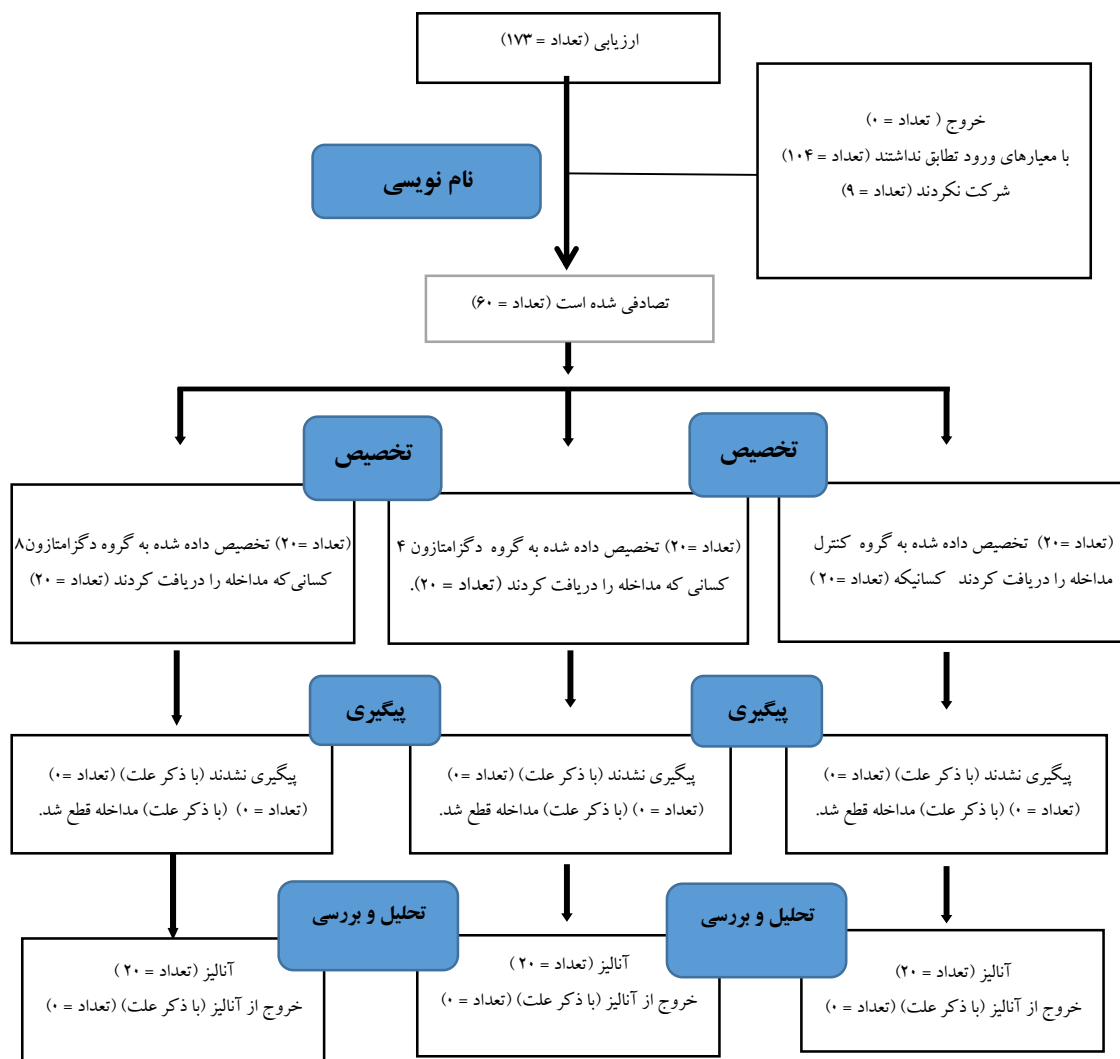 ارزیابی (تعداد = ۱۷۳)
خروج ( تعداد = ۰)
با معیارهای ورود تطابق نداشتند (تعداد = ۱۰۴)
شرکت نکردند (تعداد = ۹)
نام نویسی
تصادفی شده است (تعداد = ۶۰)
تخصیص
تخصیص
(تعداد =۲۰) تخصیص داده شده به گروه کنترل
مداخله را دریافت کردند کسانیکه (تعداد =۲۰ )
(تعداد =۲۰) تخصیص داده شده به گروه دگزامتازون ۴
کسانی که مداخله را دریافت کردند (تعداد = ۲۰).
(تعداد =۲۰) تخصیص داده شده به گروه دگزامتازون۸
کسانی‌که مداخله را دریافت کردند (تعداد = ۲۰)
پیگیری
پیگیری
پیگیری نشدند (با ذکر علت) (تعداد =۰)
(تعداد = ۰) (با ذکر علت) مداخله قطع شد.
پیگیری نشدند (با ذکر علت) (تعداد =۰)
(تعداد = ۰) (با ذکر علت) مداخله قطع شد.
پیگیری نشدند (با ذکر علت) (تعداد =۰)
(تعداد = ۰) (با ذکر علت) مداخله قطع شد.
تحلیل و بررسی
تحلیل و بررسی
آنالیز (تعداد = ۲۰)
خروج از آنالیز (با ذکر علت) (تعداد = ۰)
آنالیز (تعداد = ۲۰ )
خروج از آنالیز (با ذکر علت) (تعداد = ۰)
آنالیز (تعداد = ۲۰ )
خروج از آنالیز (با ذکر علت) (تعداد = ۰)